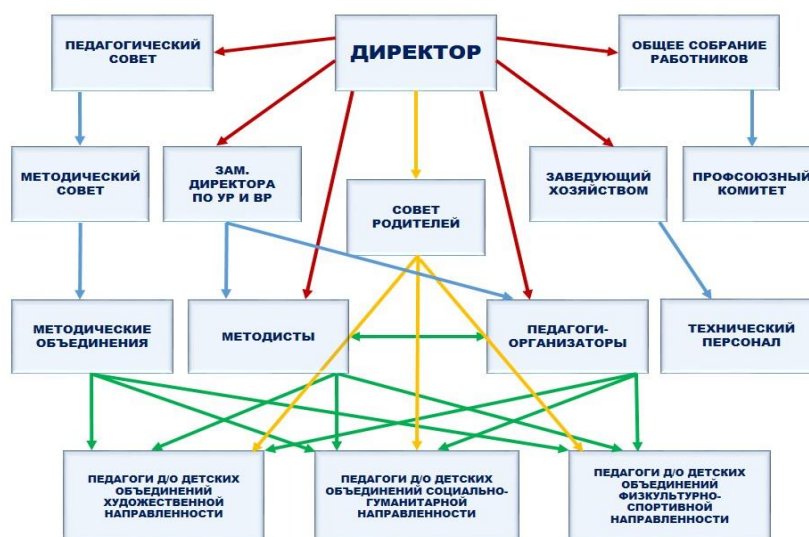 ПЕДАГОГИЧЕСКИЙ
СОВЕТ
ДИРЕКТОР
ОБЩЕЕ СОБРАНИЕ
РАБОТНИКОВ
МЕТОДИЧЕСКИЙ
СОВЕТ
ЗАМ.
ДИРЕКТОРА
ПО УР И ВР
СОВЕТ
РОДИТЕЛЕЙ
ЗАВЕДУЮЩИЙ
ХОЗЯЙСТВОМ
ПРОФСОЮЗНЫЙ
КОМИТЕТ
МЕТОДИЧЕСКИЕ
ОБЪЕДИНЕНИЯ
МЕТОДИСТЫ
ПЕДАГОГИ-
ОРГАНИЗАТОРЫ
ТЕХНИЧЕСКИЙ
ПЕРСОНАЛ
ПЕДАГОГИ Д/О ДЕТСКИХ
ОБЪЕДИНЕНИЙ
ХУДОЖЕСТВЕННОЙ
НАПРАВЛЕННОСТИ
ПЕДАГОГИ Д/О ДЕТСКИХ
ОБЪЕДИНЕНИЙ СОЦИАЛЬНО-
ГУМАНИТАРНОЙ
НАПРАВЛЕННОСТИ
ПЕДАГОГИ Д/О ДЕТСКИХ
ОБЪЕДИНЕНИЙ
ФИЗКУЛЬТУРНО-
СПОРТИВНОЙ
НАПРАВЛЕННОСТИ